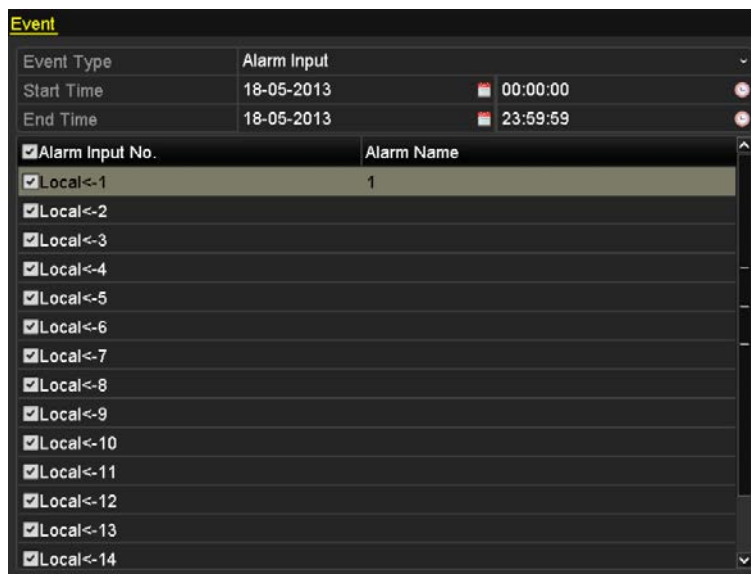 Event
Event Type Alarm Input
Start Time 18-05-2013 00:00:00
End Time 18-05-2013 23:59:59
Alarm Input No. Alarm Name
Local<-1 1
Local<-2
Local<-3
Local<-4
Local<-5
Local<-6
Local<-7
Local<-8
Local<-9
Local<-10
Local<-11
Local<-12
Local<-13
Local<-14